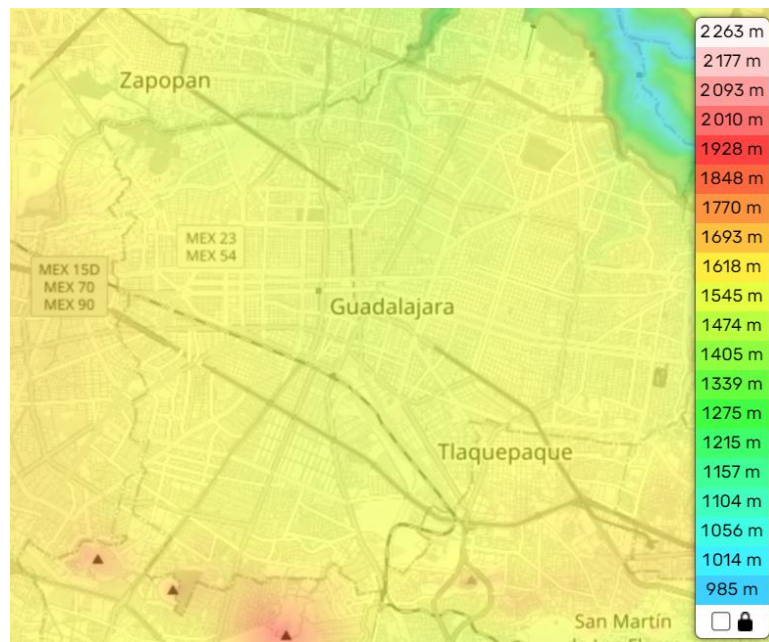 Zapopan
MEX 23
MEX 54
MEX 15D
MEX 70
MEX 90
Guadalajara
Tlaquepaque
San Martín
2263 m
2177 m
2093 m
2010 m
1928 m
1848 m
1770 m
1693 m
1618 m
1545 m
1474 m
1405 m
1339 m
1275 m
1215 m
1157 m
1104 m
1056 m
1014 m
985 m